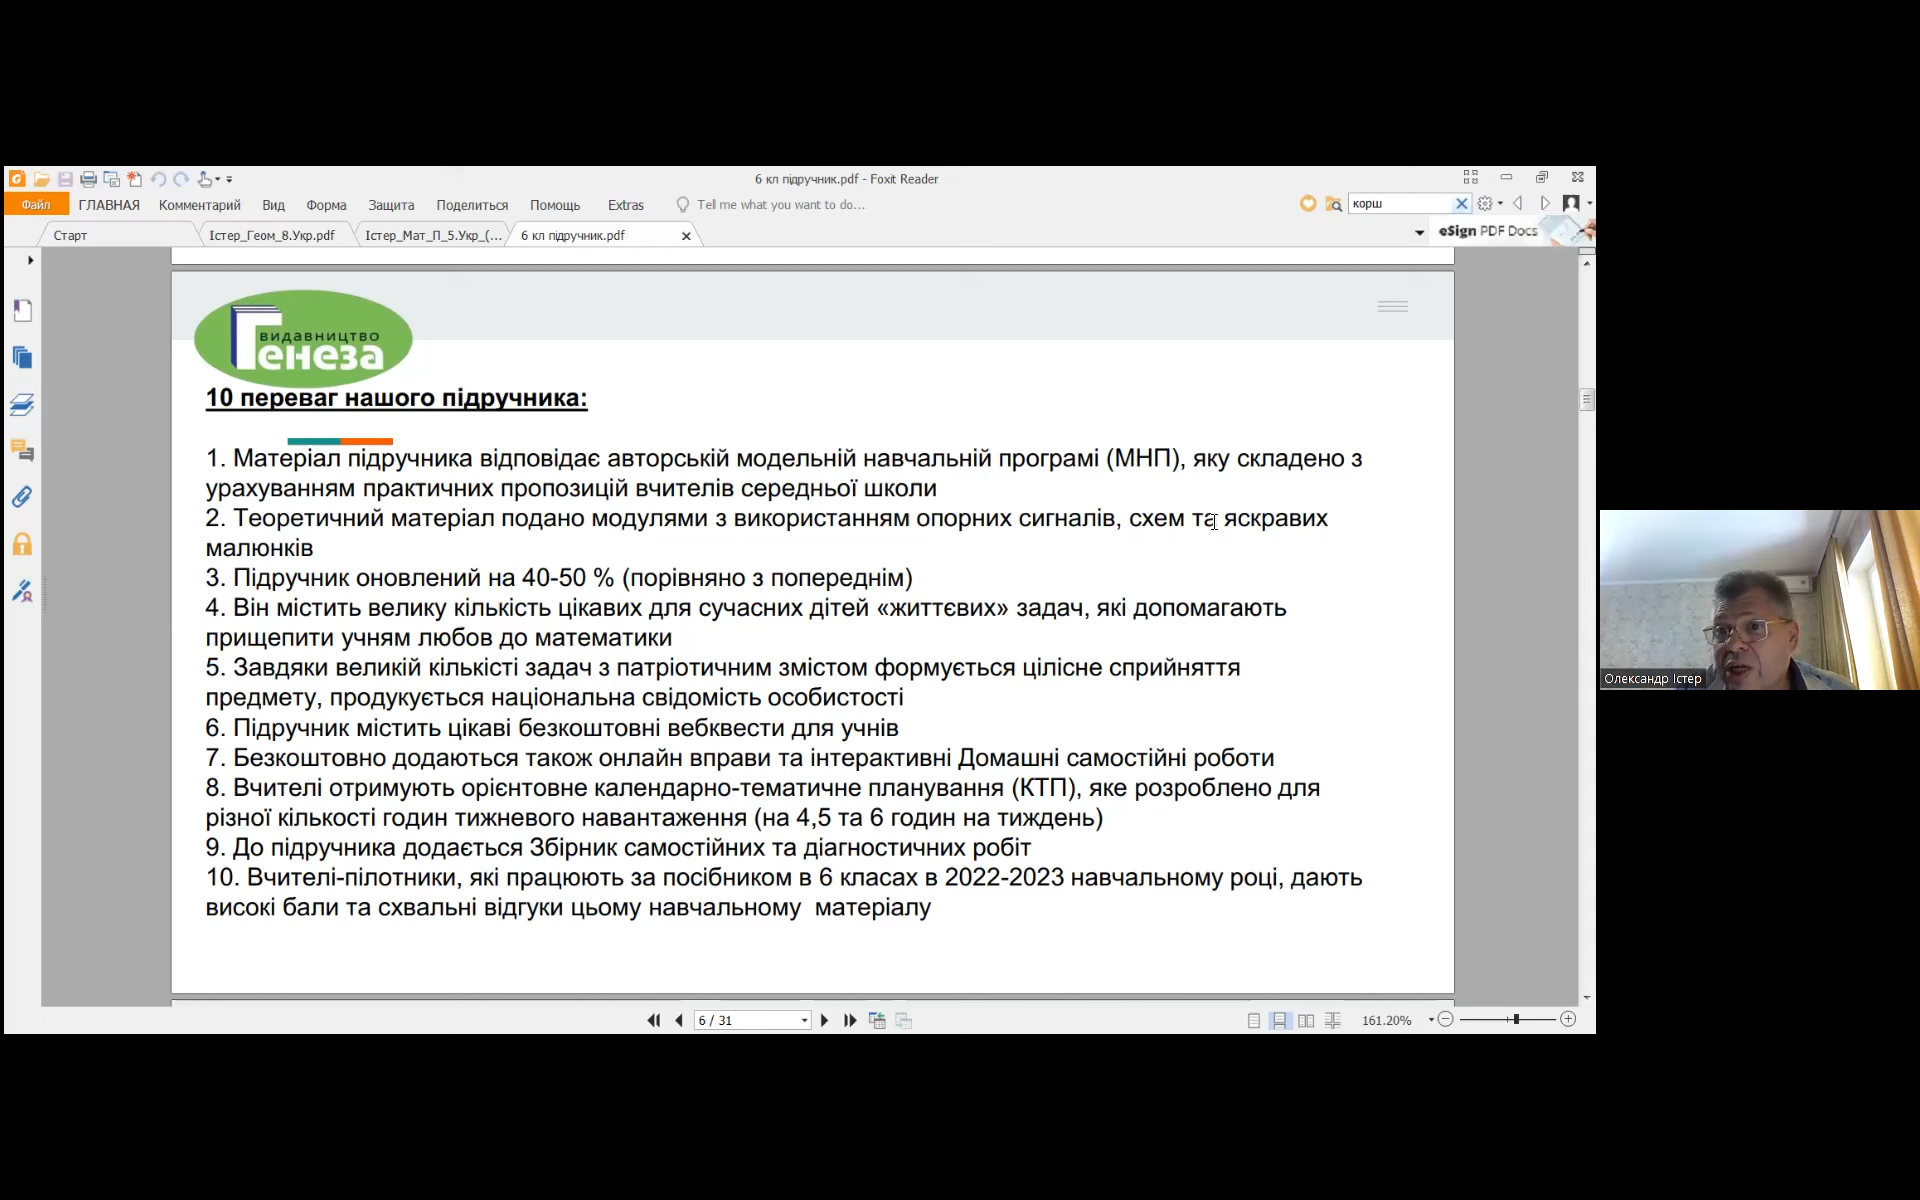 6 кл підручник.pdf - Foxit Reader
Файл ГЛАВНАЯ Комментарий Вид Форма Защита Поделиться Помощь Extras Tell me what you want to do... корш
Старт Істер_Геом_8.Укр.pdf Істер_Мат_П_5.Укр_(... 6 кл підручник.pdf eSign PDF Docs
видавництво
Генеза
10 переваг нашого підручника:
1. Матеріал підручника відповідає авторській модельній навчальній програмі (МНП), яку складено з
урахуванням практичних пропозицій вчителів середньої школи
2. Теоретичний матеріал подано модулями з використанням опорних сигналів, схем та яскравих
малюнків
3. Підручник оновлений на 40-50 % (порівняно з попереднім)
4. Він містить велику кількість цікавих для сучасних дітей «життєвих» задач, які допомагають
прищепити учням любов до математики
5. Завдяки великій кількісті задач з патріотичним змістом формується цілісне сприйняття
предмету, продукується національна свідомість особистості
6. Підручник містить цікаві безкоштовні вебквести для учнів
7. Безкоштовно додаються також онлайн вправи та інтерактивні Домашні самостійні роботи
8. Вчителі отримують орієнтовне календарно-тематичне планування (КТП), яке розроблено для
різної кількості годин тижневого навантаження (на 4,5 та 6 годин на тиждень)
9. До підручника додається Збірник самостійних та діагностичних робіт
10. Вчителі-пілотники, які працюють за посібником в 6 класах в 2022-2023 навчальному році, дають
високі бали та схвальні відгуки цьому навчальному матеріалу
Олександр Істер
6 / 31 161.20%